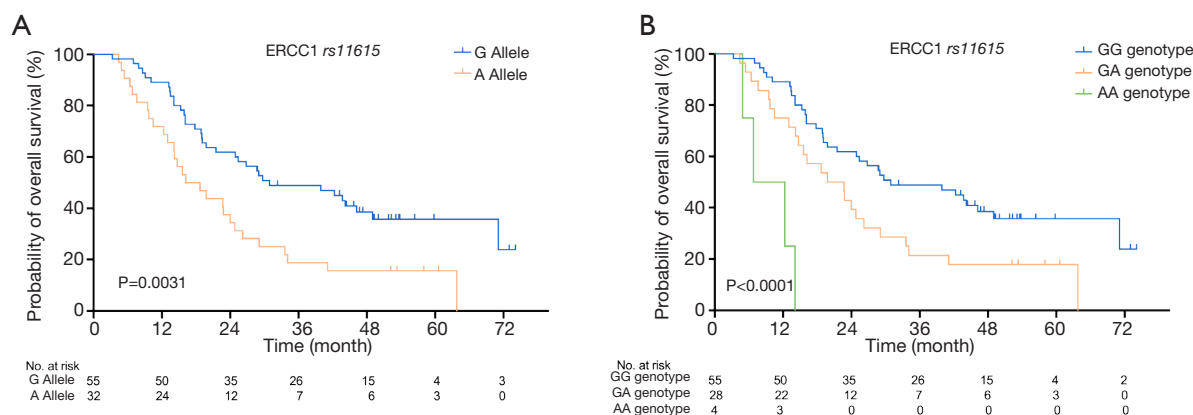 A
ERCC1 rs11615
G Allele
A Allele
Probability of overall survival (%)
100
80
60
40
20
0
P=0.0031
0 12 24 36 48 60 72
Time (month)
No. at risk
G Allele 55 50 35 26 15 4 3
A Allele 32 24 12 7 6 3 0
B
ERCC1 rs11615
GG genotype
GA genotype
AA genotype
Probability of overall survival (%)
100
80
60
40
20
0
P<0.0001
0 12 24 36 48 60 72
Time (month)
No. at risk
GG genotype 55 50 35 26 15 4 2
GA genotype 28 22 12 7 6 3 0
AA genotype 4 3 0 0 0 0 0